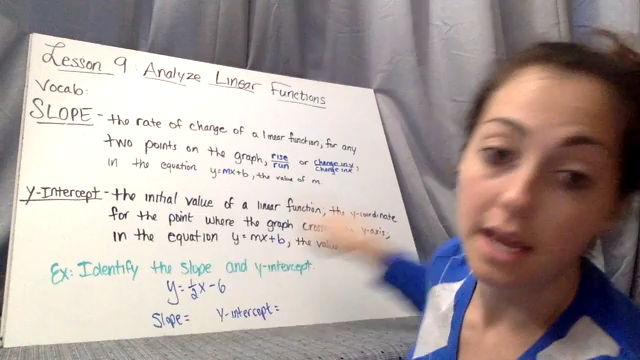 Lesson 9: Analyze Linear Functions
Vocab:
SLOPE - the rate of change of a linear function, for any
two points on the graph, rise/run or change in y/change in x
in the equation y=mx+b, the value of m.
Y-Intercept - the initial value of a linear function, the y-coordinate
for the point where the graph crosses y-axis,
in the equation y=mx+b, the value
Ex: Identify the slope and y-intercept.
y=1/2x-6
Slope= Y-intercept=